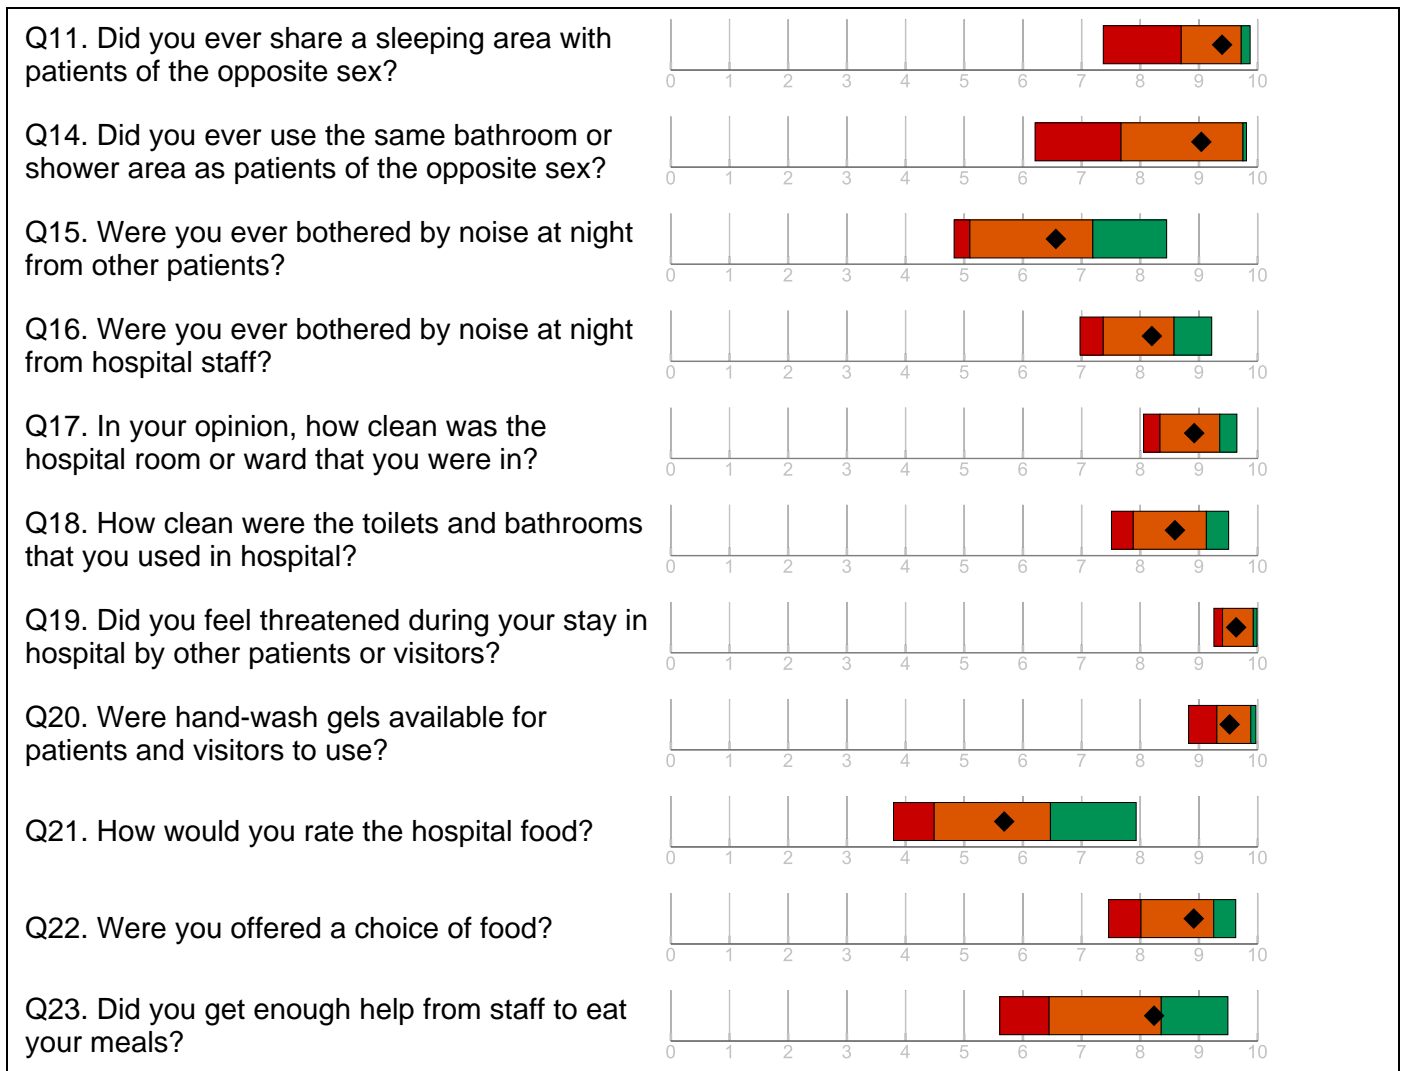 Q11. Did you ever share a sleeping area with
patients of the opposite sex?
0 1 2 3 4 5 6 7 8 9 10
Q14. Did you ever use the same bathroom or
shower area as patients of the opposite sex?
0 1 2 3 4 5 6 7 8 9 10
Q15. Were you ever bothered by noise at night
from other patients?
0 1 2 3 4 5 6 7 8 9 10
Q16. Were you ever bothered by noise at night
from hospital staff?
0 1 2 3 4 5 6 7 8 9 10
Q17. In your opinion, how clean was the
hospital room or ward that you were in?
0 1 2 3 4 5 6 7 8 9 10
Q18. How clean were the toilets and bathrooms
that you used in hospital?
0 1 2 3 4 5 6 7 8 9 10
Q19. Did you feel threatened during your stay in
hospital by other patients or visitors?
0 1 2 3 4 5 6 7 8 9 10
Q20. Were hand-wash gels available for
patients and visitors to use?
0 1 2 3 4 5 6 7 8 9 10
Q21. How would you rate the hospital food?
0 1 2 3 4 5 6 7 8 9 10
Q22. Were you offered a choice of food?
0 1 2 3 4 5 6 7 8 9 10
Q23. Did you get enough help from staff to eat
your meals?
0 1 2 3 4 5 6 7 8 9 10